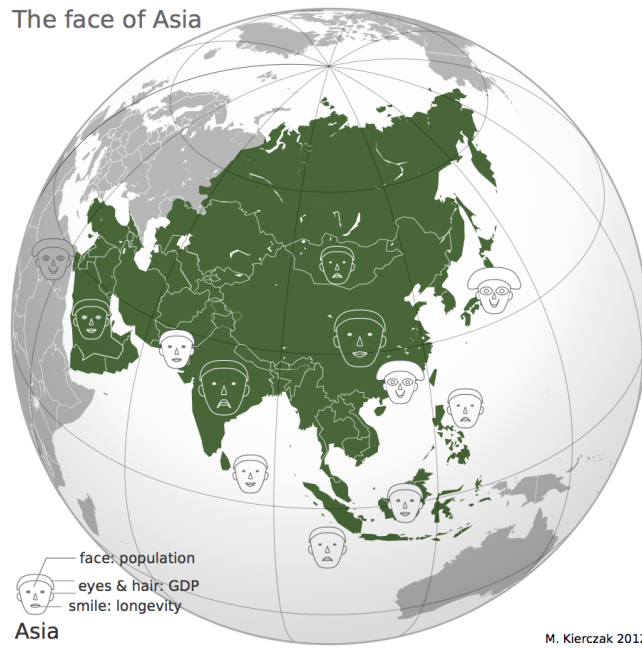 The face of Asia
face: population
eyes & hair: GDP
smile: longevity
Asia
M. Kierczak 2012